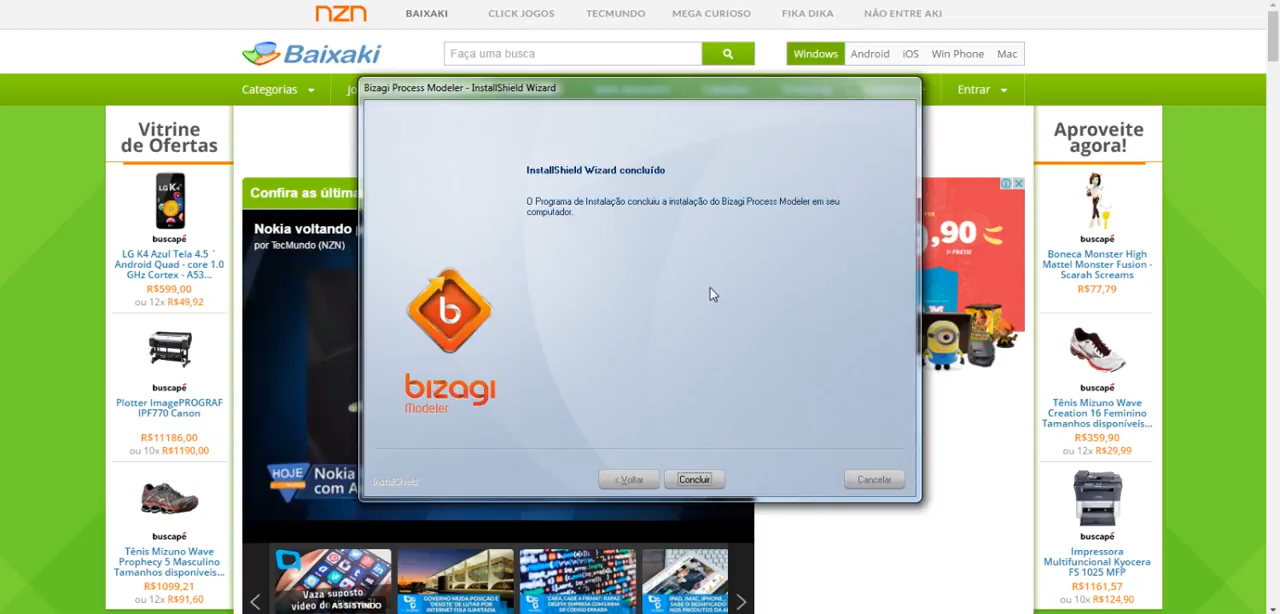 nzn BAIXAKI CLICK JOGOS TECMUNDO MEGA CURIOSO FIKA DIKA NÃO ENTRE AKI
Baixaki Faça uma busca Windows Android iOS Win Phone Mac
Categorias Jo Entrar
Bizagi Process Modeler - InstallShield Wizard
InstallShield Wizard concluído
O Programa de Instalação concluiu a instalação do Bizagi Process Modeler em seu
computador.
b
bizagi
Modeler
InstallShield
< Voltar Concluir Cancelar
Vitrine
de Ofertas
LG K4
buscapé
LG K4 Azul Tela 4.5 ´
Android Quad - core 1.0
GHz Cortex - A53...
R$599,00
ou 12x R$49,92
buscapé
Plotter ImagePROGRAF
IPF770 Canon
R$11186,00
ou 10x R$1190,00
buscapé
Tênis Mizuno Wave
Prophecy 5 Masculino
Tamanhos disponíveis...
R$1099,21
ou 12x R$91,60
Confira as última
Nokia voltando
por TecMundo (NZN)
HOJE
Nokia
com A
Vaza suposto
vídeo do ASSISTINDO
,90
1º FRETE!
Aproveite
agora!
buscapé
Boneca Monster High
Mattel Monster Fusion -
Scarah Screams
R$77,79
buscapé
Tênis Mizuno Wave
Creation 16 Feminino
Tamanhos disponíveis...
R$359,90
ou 12x R$29,99
buscapé
Impressora
Multifuncional Kyocera
FS 1025 MFP
R$1161,57
ou 10x R$124,90